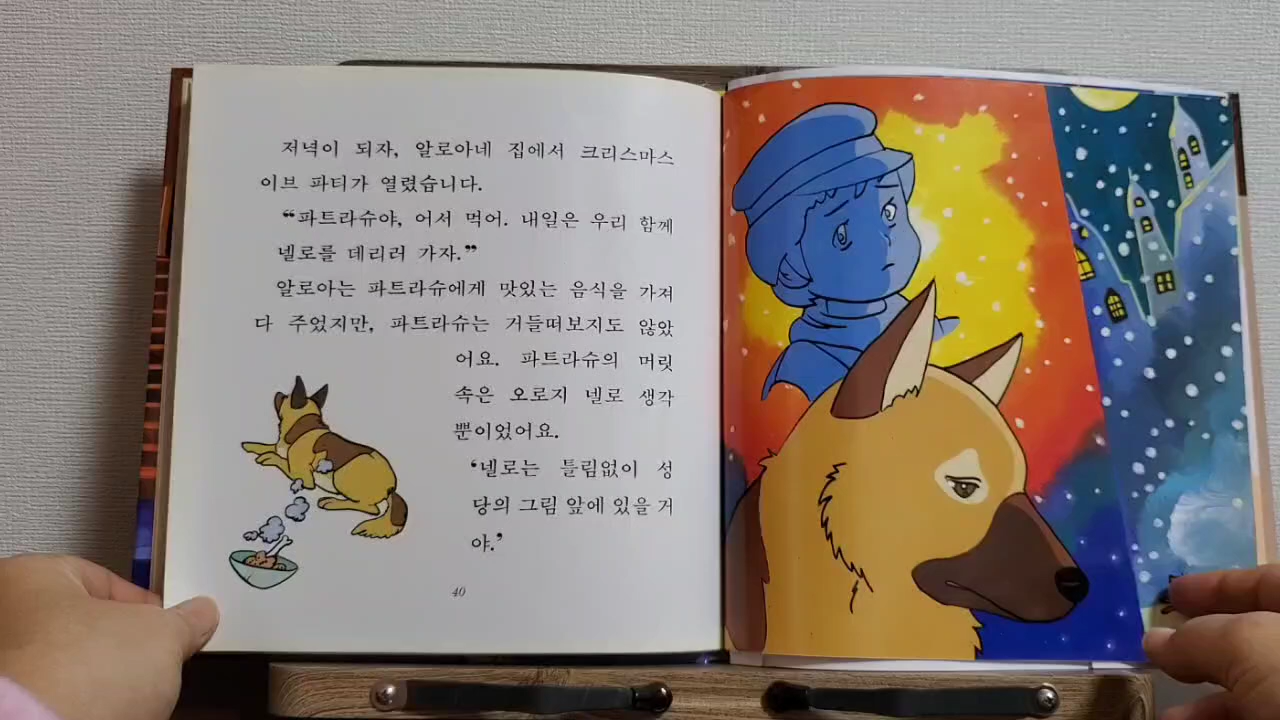 저녁이 되자, 알로아네 집에서 크리스마스
이브 파티가 열렸습니다.
“파트라슈야, 어서 먹어. 내일은 우리 함께
넬로를 데리러 가자.”
알로아는 파트라슈에게 맛있는 음식을 가져
다 주었지만, 파트라슈는 거들떠보지도 않았
어요. 파트라슈의 머릿
속은 오로지 넬로 생각
뿐이었어요.
‘넬로는 틀림없이 성
당의 그림 앞에 있을 거
야.’
40